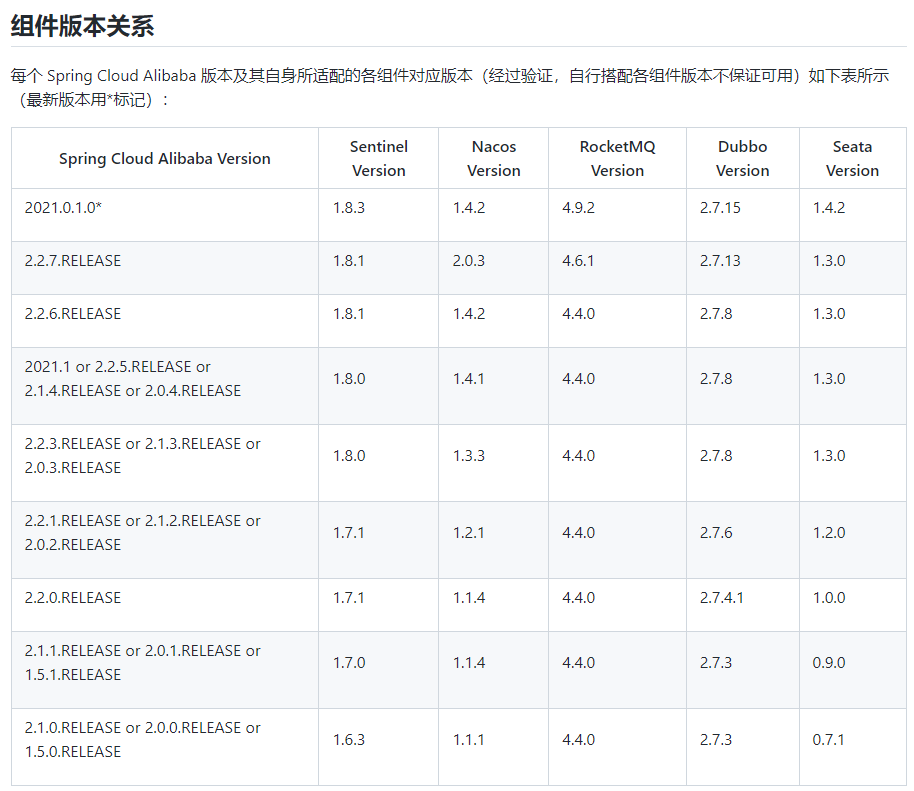 组件版本关系
每个 Spring Cloud Alibaba 版本及其自身所适配的各组件对应版本（经过验证，自行搭配各组件版本不保证可用）如下表所示
（最新版本用*标记）：
Spring Cloud Alibaba Version Sentinel Version Nacos Version RocketMQ Version Dubbo Version Seata Version
2021.0.1.0* 1.8.3 1.4.2 4.9.2 2.7.15 1.4.2
2.2.7.RELEASE 1.8.1 2.0.3 4.6.1 2.7.13 1.3.0
2.2.6.RELEASE 1.8.1 1.4.2 4.4.0 2.7.8 1.3.0
2021.1 or 2.2.5.RELEASE or
2.1.4.RELEASE or 2.0.4.RELEASE 1.8.0 1.4.1 4.4.0 2.7.8 1.3.0
2.2.3.RELEASE or 2.1.3.RELEASE or
2.0.3.RELEASE 1.8.0 1.3.3 4.4.0 2.7.8 1.3.0
2.2.1.RELEASE or 2.1.2.RELEASE or
2.0.2.RELEASE 1.7.1 1.2.1 4.4.0 2.7.6 1.2.0
2.2.0.RELEASE 1.7.1 1.1.4 4.4.0 2.7.4.1 1.0.0
2.1.1.RELEASE or 2.0.1.RELEASE or
1.5.1.RELEASE 1.7.0 1.1.4 4.4.0 2.7.3 0.9.0
2.1.0.RELEASE or 2.0.0.RELEASE or
1.5.0.RELEASE 1.6.3 1.1.1 4.4.0 2.7.3 0.7.1